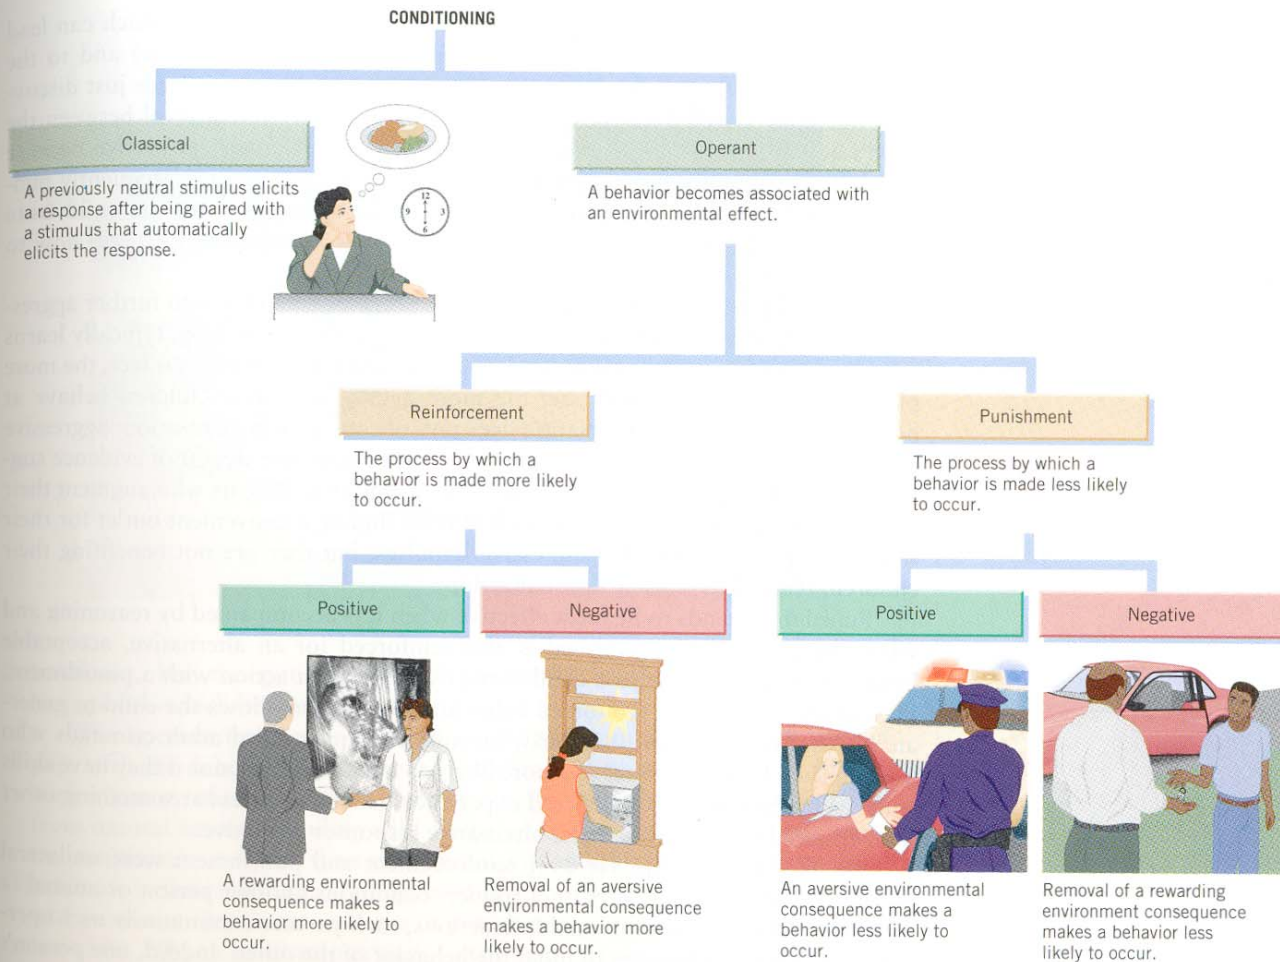 CONDITIONING
Classical
A previously neutral stimulus elicits
a response after being paired with
a stimulus that automatically
elicits the response.
12
9
3
6
Operant
A behavior becomes associated with
an environmental effect.
Reinforcement
The process by which a
behavior is made more likely
to occur.
Punishment
The process by which a
behavior is made less likely
to occur.
Positive
A rewarding environmental
consequence makes a
behavior more likely to
occur.
Negative
Removal of an aversive
environmental consequence
makes a behavior more
likely to occur.
Positive
An aversive environmental
consequence makes a
behavior less likely to
occur.
Negative
Removal of a rewarding
environment consequence
makes a behavior less
likely to occur.